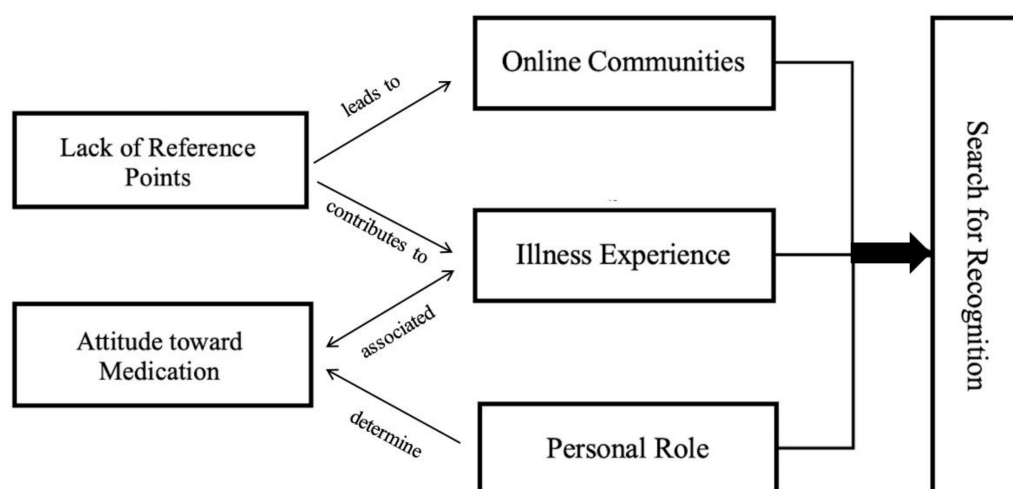 Online Communities
leads to
Lack of Reference
Points
contributes to
Illness Experience
associated
Attitude toward
Medication
determine
Personal Role
Search for Recognition